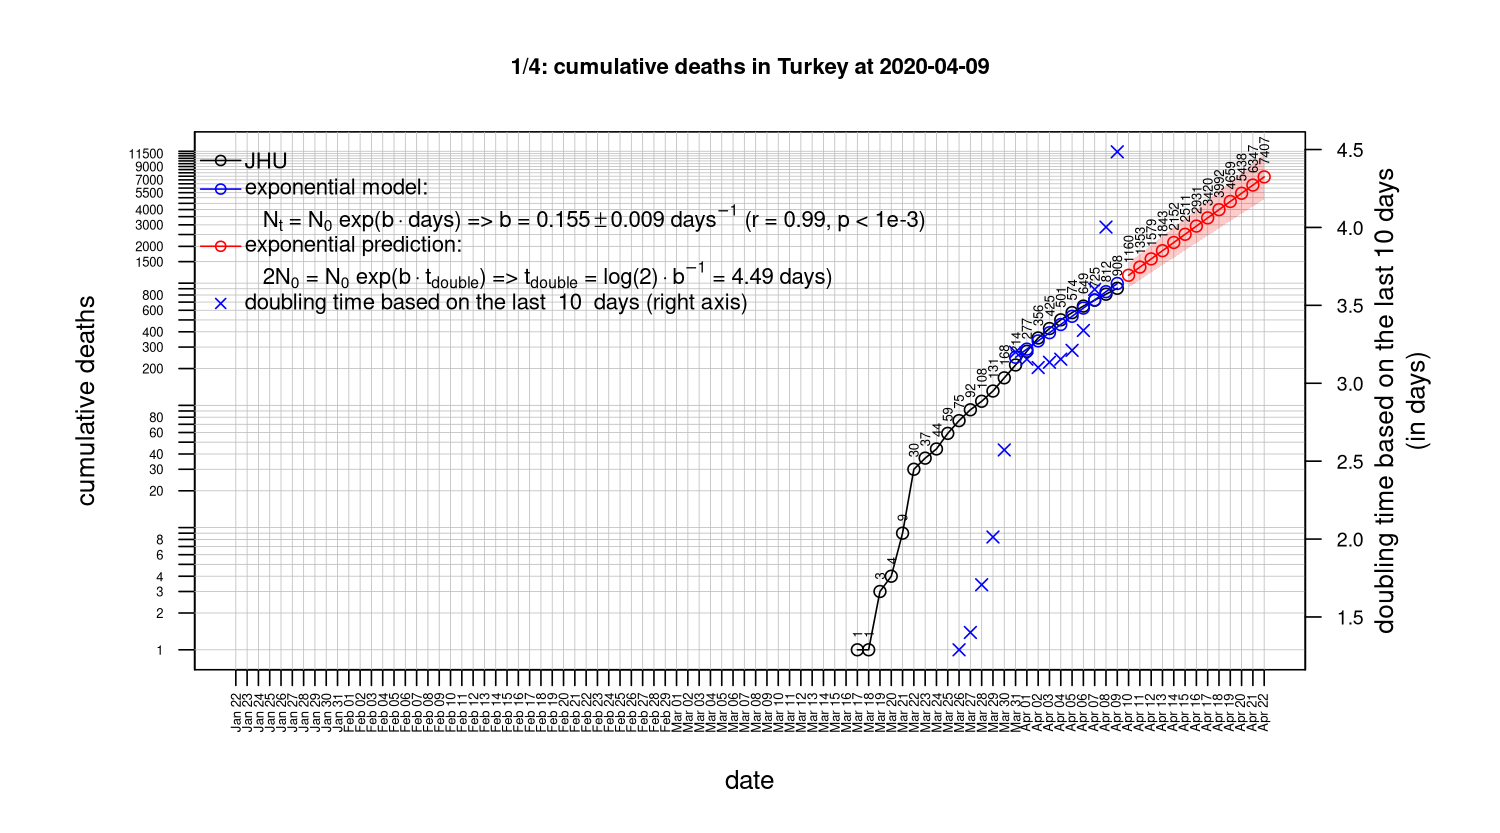 1/4: cumulative deaths in Turkey at 2020-04-09
JHU
exponential model:
Nt = N0 exp(b · days) => b = 0.155 ± 0.009 days−1 (r = 0.99, p < 1e-3)
exponential prediction:
2N0 = N0 exp(b · tdouble) => tdouble = log(2) · b−1 = 4.49 days)
doubling time based on the last 10 days (right axis)
cumulative deaths
11500
9000
7000
5500
4000
3000
2000
1500
800
600
400
300
200
80
60
40
30
20
8
6
4
3
2
1
1 1 3 4 9 30 37 44 59 75 92 108 131 168 214 277 356 425 501 574 649 725 812 908 1160 1353 1579 1843 2152 2511 2931 3420 3992 4659 5438 6347 7407
4.5
4.0
3.5
3.0
2.5
2.0
1.5
doubling time based on the last 10 days
(in days)
Jan 22 Jan 23 Jan 24 Jan 25 Jan 26 Jan 27 Jan 28 Jan 29 Jan 30 Jan 31 Feb 01 Feb 02 Feb 03 Feb 04 Feb 05 Feb 06 Feb 07 Feb 08 Feb 09 Feb 10 Feb 11 Feb 12 Feb 13 Feb 14 Feb 15 Feb 16 Feb 17 Feb 18 Feb 19 Feb 20 Feb 21 Feb 22 Feb 23 Feb 24 Feb 25 Feb 26 Feb 27 Feb 28 Feb 29 Mar 01 Mar 02 Mar 03 Mar 04 Mar 05 Mar 06 Mar 07 Mar 08 Mar 09 Mar 10 Mar 11 Mar 12 Mar 13 Mar 14 Mar 15 Mar 16 Mar 17 Mar 18 Mar 19 Mar 20 Mar 21 Mar 22 Mar 23 Mar 24 Mar 25 Mar 26 Mar 27 Mar 28 Mar 29 Mar 30 Mar 31 Apr 01 Apr 02 Apr 03 Apr 04 Apr 05 Apr 06 Apr 07 Apr 08 Apr 09 Apr 10 Apr 11 Apr 12 Apr 13 Apr 14 Apr 15 Apr 16 Apr 17 Apr 18 Apr 19 Apr 20 Apr 21 Apr 22
date